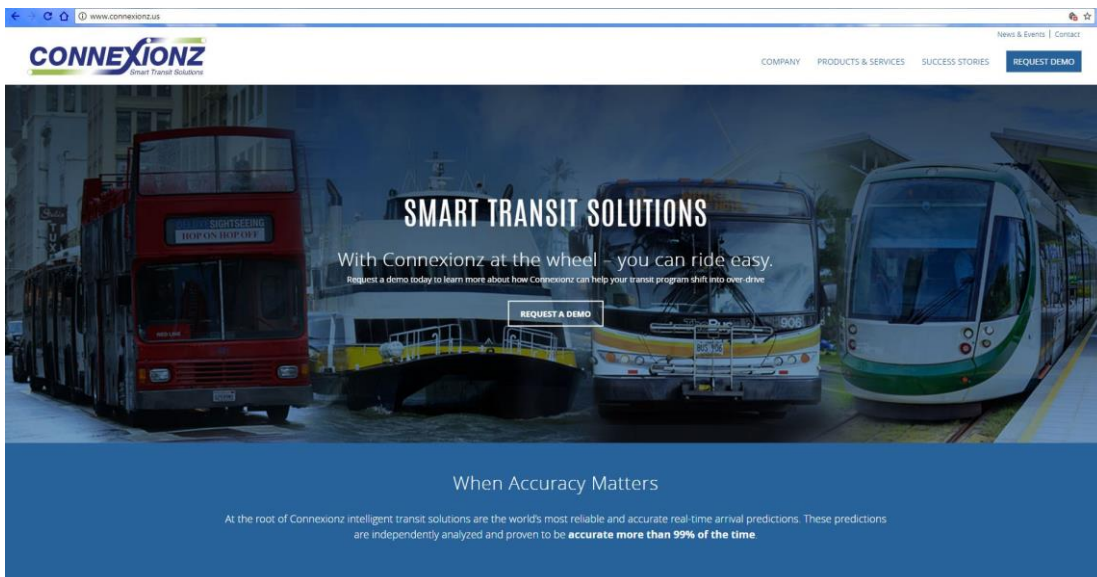 www.connexionz.us
News & Events | Contact
CONNEXIONZ
Smart Transit Solutions
COMPANY PRODUCTS & SERVICES SUCCESS STORIES REQUEST DEMO
SIGHTSEEING
HOP ON HOP OFF
SMART TRANSIT SOLUTIONS
With Connexionz at the wheel – you can ride easy.
Request a demo today to learn more about how Connexionz can help your transit program shift into over-drive
REQUEST A DEMO
906
When Accuracy Matters
At the root of Connexionz intelligent transit solutions are the world's most reliable and accurate real-time arrival predictions. These predictions
are independently analyzed and proven to be accurate more than 99% of the time.